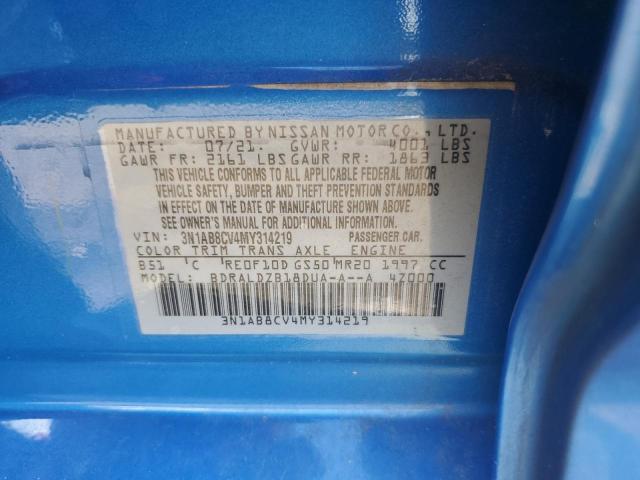 MANUFACTURED BY NISSAN MOTOR CO., LTD.
DATE: 07/21. GVWR: 4001 LBS
GAWR FR: 2161 LBS GAWR RR: 1863 LBS
THIS VEHICLE CONFORMS TO ALL APPLICABLE FEDERAL MOTOR
VEHICLE SAFETY, BUMPER AND THEFT PREVENTION STANDARDS
IN EFFECT ON THE DATE OF MANUFACTURE SHOWN ABOVE.
SEE OWNER'S MANUAL FOR ADDITIONAL INFORMATION.
VIN: 3N1AB8CV4MY314219 PASSENGER CAR.
COLOR TRIM TRANS AXLE ENGINE
B51 'C 'RE0F10D GS50'MR20 1997 CC
MODEL: BDRALDZB18DUA-A--A 4Z000
3N1AB8CV4MY314219